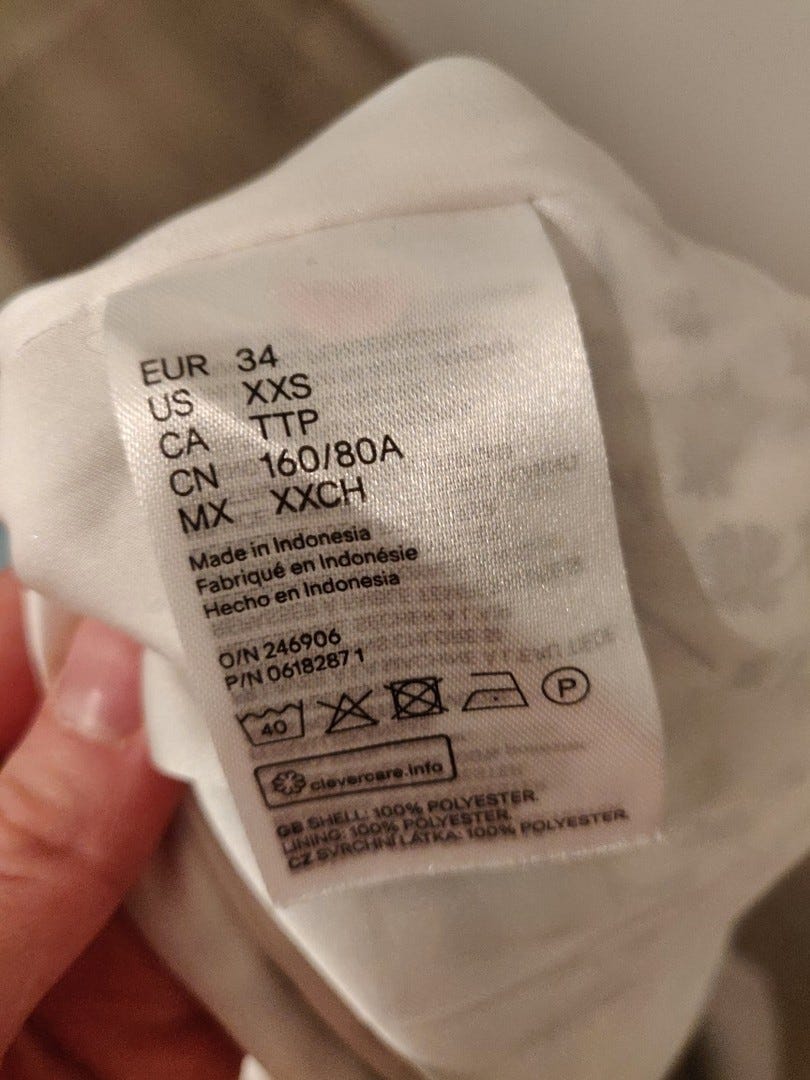 EUR 34
US XXS
CA TTP
CN 160/80A
MX XXCH
Made in Indonesia
Fabriqué en Indonésie
Hecho en Indonesia
O/N 246906
P/N 06182871
40 P
clevercare.info
GB SHELL: 100% POLYESTER.
LINING: 100% POLYESTER.
CZ SVRCHNÍ LÁTKA: 100% POLYESTER.